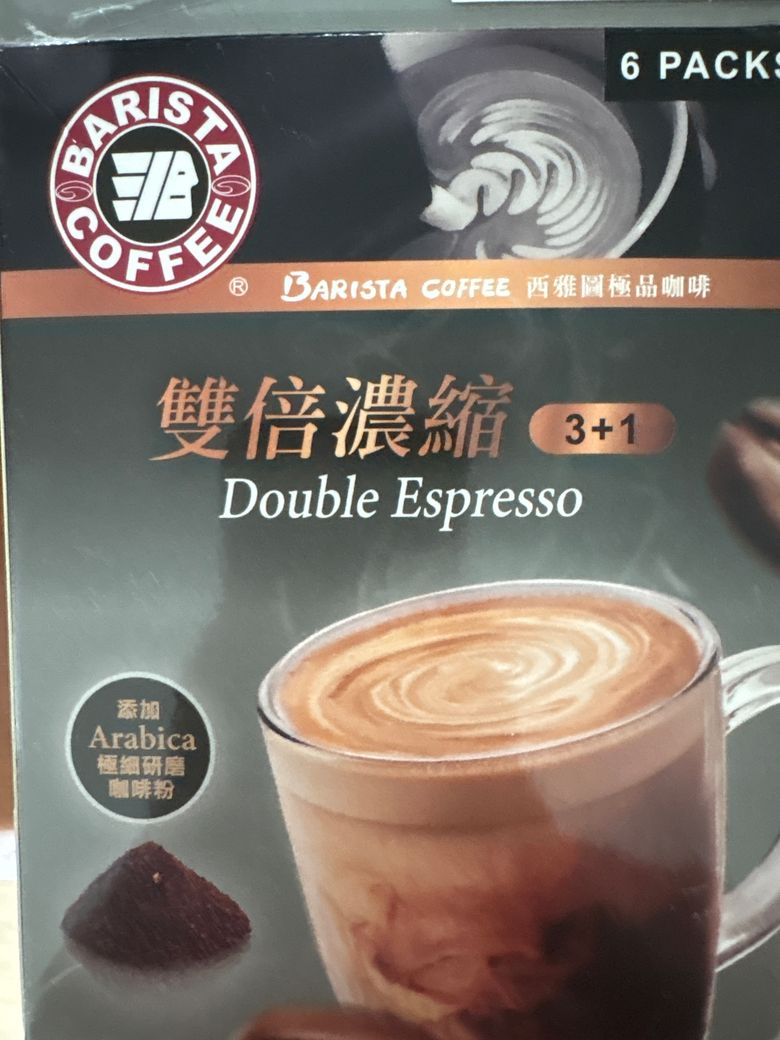 6 PACKS
BARISTA COFFEE
® BARISTA COFFEE 西雅圖極品咖啡
雙倍濃縮 3+1
Double Espresso
添加
Arabica
極細研磨
咖啡粉